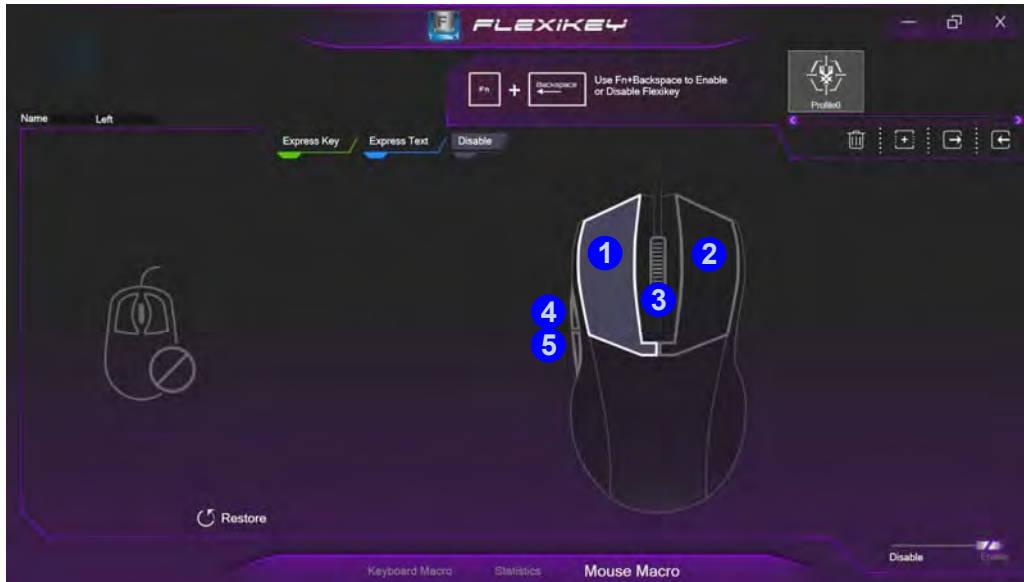 F FLEXIKEY
Fn + Backspace
Use Fn+Backspace to Enable
or Disable Flexikey
Profile0
Name Left
Express Key Express Text Disable
1
2
3
4
5
Restore
Disable Enable
Keyboard Macro Statistics Mouse Macro